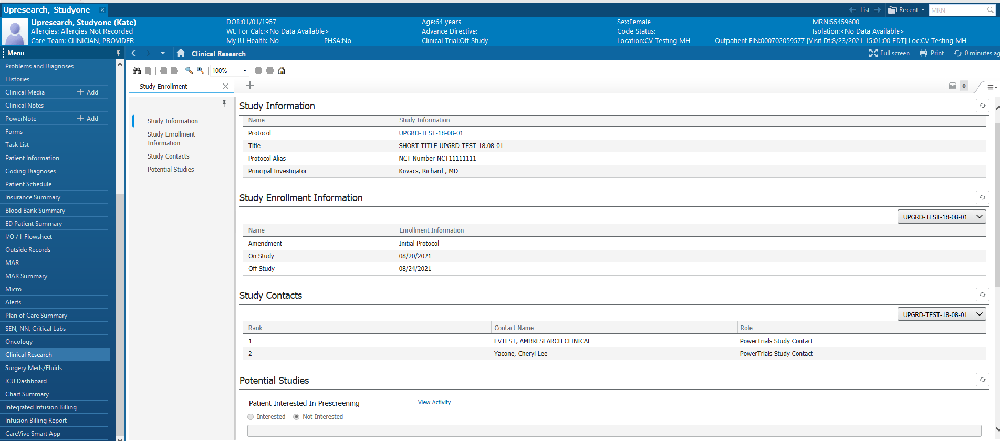 Upresearch, Studyone ×
List Recent MRN
Upresearch, Studyone (Kate) DOB:01/01/1957 Age:64 years Sex:Female MRN:55459600
Allergies: Allergies Not Recorded Wt. For Calc:<No Data Available> Advance Directive: Code Status: Isolation:<No Data Available>
Care Team: CLINICIAN, PROVIDER My IU Health: No PHSA:No Clinical Trial:Off Study Location:CV Testing MH Outpatient FIN:000702059577 [Visit Dt:8/23/2021 15:01:00 EDT] Loc:CV Testing MH
Menu
Clinical Research
Full screen Print 0 minutes ag
Problems and Diagnoses
Histories
Clinical Media + Add
Clinical Notes
PowerNote + Add
Forms
Task List
Patient Information
Coding Diagnoses
Patient Schedule
Insurance Summary
Blood Bank Summary
ED Patient Summary
I/O / I-Flowsheet
Outside Records
MAR
MAR Summary
Micro
Alerts
Plan of Care Summary
SEN, NN, Critical Labs
Oncology
Clinical Research
Surgery Meds/Fluids
ICU Dashboard
Chart Summary
Integrated Infusion Billing
Infusion Billing Report
CareVive Smart App
100%
Study Enrollment
0
Study Information
Study Enrollment
Information
Study Contacts
Potential Studies
Study Information
Name Study Information
Protocol UPGRD-TEST-18-08-01
Title SHORT TITLE-UPGRD-TEST-18.08-01
Protocol Alias NCT Number-NCT11111111
Principal Investigator Kovacs, Richard , MD
Study Enrollment Information
UPGRD-TEST-18-08-01
Name Enrollment Information
Amendment Initial Protocol
On Study 08/20/2021
Off Study 08/24/2021
Study Contacts
UPGRD-TEST-18-08-01
Rank Contact Name Role
1 EVTEST, AMBRESEARCH CLINICAL PowerTrials Study Contact
2 Yacone, Cheryl Lee PowerTrials Study Contact
Potential Studies
Patient Interested In Prescreening View Activity
Interested Not Interested